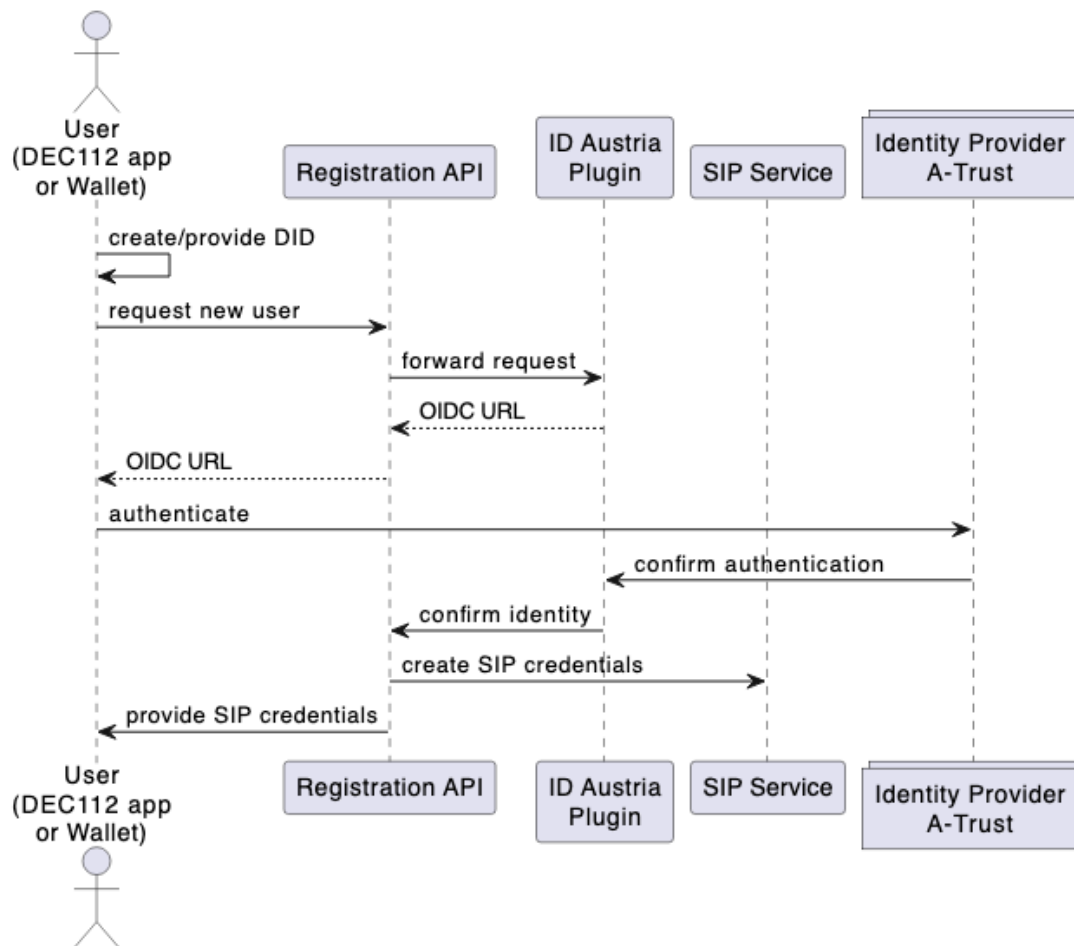 User
(DEC112 app
or Wallet)
Registration API
ID Austria
Plugin
SIP Service
Identity Provider
A-Trust
create/provide DID
request new user
forward request
OIDC URL
OIDC URL
authenticate
confirm authentication
confirm identity
create SIP credentials
provide SIP credentials
User
(DEC112 app
or Wallet)
Registration API
ID Austria
Plugin
SIP Service
Identity Provider
A-Trust